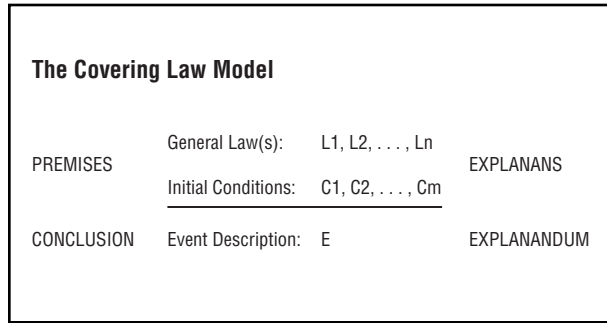 The Covering Law Model
General Law(s): L1, L2, . . . , Ln
PREMISES EXPLANANS
Initial Conditions: C1, C2, . . . , Cm
CONCLUSION Event Description: E EXPLANANDUM